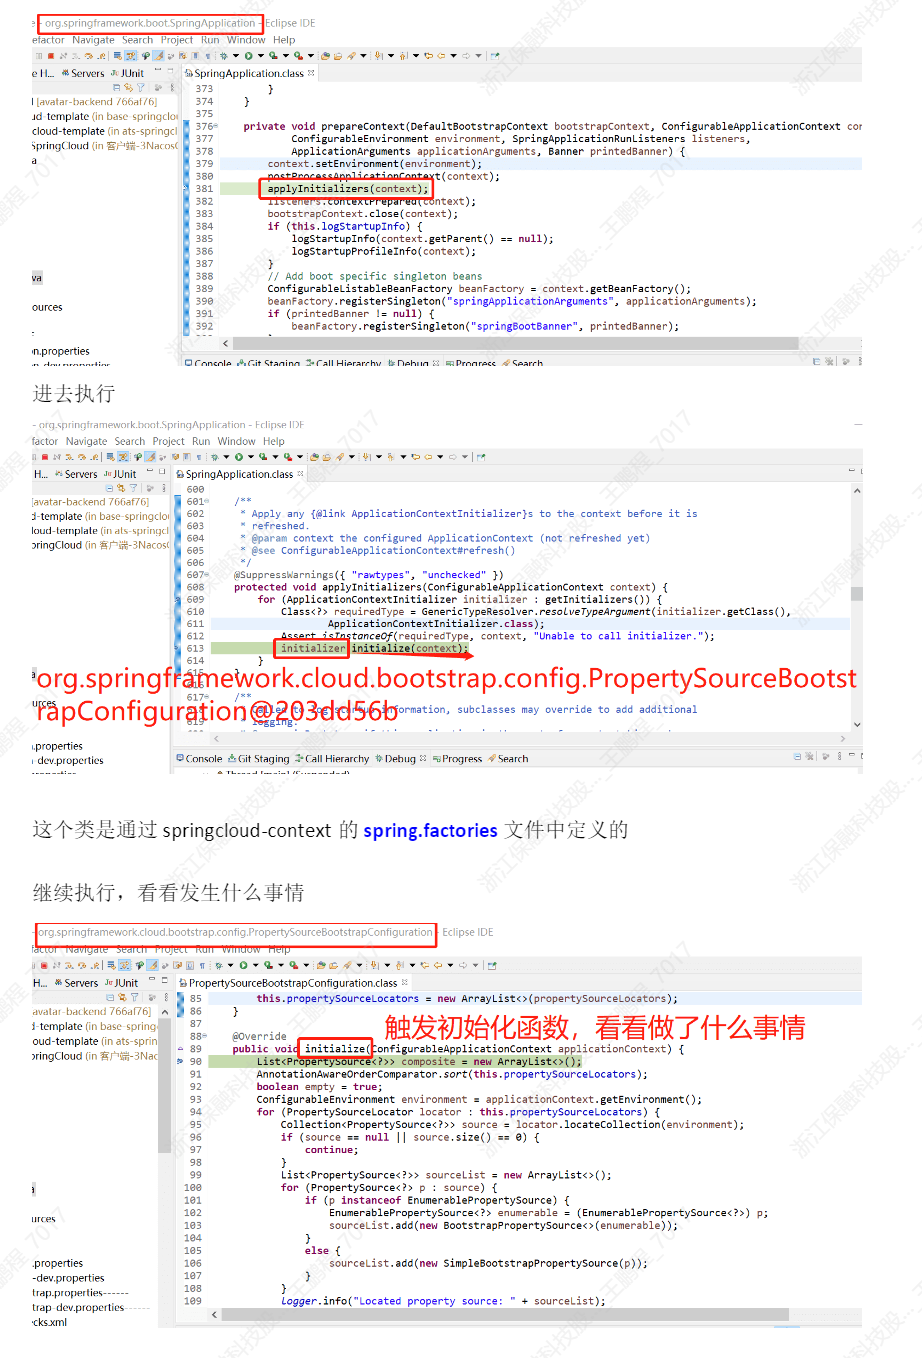 e - org.springframework.boot.SpringApplication - Eclipse IDE
efactor Navigate Search Project Run Window Help
e H... Servers JUnit SpringApplication.class
373 }
[avatar-backend 766af76] 374 }
ud-template (in base-springclou 375
cloud-template (in ats-springcl 376 private void prepareContext(DefaultBootstrapContext bootstrapContext, ConfigurableApplicationContext cor
SpringCloud (in 客户端-3Nacos 377 ConfigurableEnvironment environment, SpringApplicationRunListeners listeners,
a 378 ApplicationArguments applicationArguments, Banner printedBanner) {
379 context.setEnvironment(environment);
380 postProcessApplicationContext(context);
381 applyInitializers(context);
382 listeners.contextPrepared(context);
383 bootstrapContext.close(context);
384 if (this.logStartupInfo) {
385 logStartupInfo(context.getParent() == null);
386 logStartupProfileInfo(context);
387 }
va 388 // Add boot specific singleton beans
389 ConfigurableListableBeanFactory beanFactory = context.getBeanFactory();
ources 390 beanFactory.registerSingleton("springApplicationArguments", applicationArguments);
391 if (printedBanner != null) {
392 beanFactory.registerSingleton("springBootBanner", printedBanner);
on.properties
Console Git Staging Call Hierarchy Debug Progress Search
进去执行
- org.springframework.boot.SpringApplication - Eclipse IDE
factor Navigate Search Project Run Window Help
H... Servers JUnit SpringApplication.class
600
avatar-backend 766af76] 601 /**
d-template (in base-springclou 602 * Apply any {@link ApplicationContextInitializer}s to the context before it is
loud-template (in ats-springcl 603 * refreshed.
604 * @param context the configured ApplicationContext (not refreshed yet)
pringCloud (in 客户端-3Nacos 605 * @see ConfigurableApplicationContext#refresh()
606 */
607 @SuppressWarnings({ "rawtypes", "unchecked" })
608 protected void applyInitializers(ConfigurableApplicationContext context) {
609 for (ApplicationContextInitializer initializer : getInitializers()) {
610 Class<?> requiredType = GenericTypeResolver.resolveTypeArgument(initializer.getClass(),
611 ApplicationContextInitializer.class);
612 Assert.isInstanceOf(requiredType, context, "Unable to call initializer.");
613 initializer.initialize(context);
614 }
615 }
org.springframework.cloud.bootstrap.config.PropertySourceBootst
rapConfiguration@203dd56b
617 /**
urces
618 * Called to log startup information, subclasses may override to add additional
619 * logging.
.properties
-dev.properties
Console Git Staging Call Hierarchy Debug Progress Search
Thread [main] (Suspended)
这个类是通过 springcloud-context 的 spring.factories 文件中定义的
继续执行，看看发生什么事情
- org.springframework.cloud.bootstrap.config.PropertySourceBootstrapConfiguration - Eclipse IDE
factor Navigate Search Project Run Window Help
H... Servers JUnit PropertySourceBootstrapConfiguration.class
85 this.propertySourceLocators = new ArrayList<>(propertySourceLocators);
avatar-backend 766af76] 86 }
d-template (in base-spring 87
触发初始化函数，看看做了什么事情
oud-template (in ats-spring 88 @Override
89 public void initialize(ConfigurableApplicationContext applicationContext) {
pringCloud (in 客户端-3Nac 90 List<PropertySource<?>> composite = new ArrayList<>();
91 AnnotationAwareOrderComparator.sort(this.propertySourceLocators);
92 boolean empty = true;
93 ConfigurableEnvironment environment = applicationContext.getEnvironment();
94 for (PropertySourceLocator locator : this.propertySourceLocators) {
95 Collection<PropertySource<?>> source = locator.locateCollection(environment);
96 if (source == null || source.size() == 0) {
97 continue;
98 }
99 List<PropertySource<?>> sourceList = new ArrayList<>();
a 100 for (PropertySource<?> p : source) {
101 if (p instanceof EnumerablePropertySource) {
102 EnumerablePropertySource<?> enumerable = (EnumerablePropertySource<?>) p;
urces 103 sourceList.add(new BootstrapPropertySource<>(enumerable));
104 }
105 else {
.properties 106 sourceList.add(new SimpleBootstrapPropertySource(p));
-dev.properties 107 }
trap.properties------ 108 }
trap-dev.properties------ 109 logger.info("Located property source: " + sourceList);
cks.xml